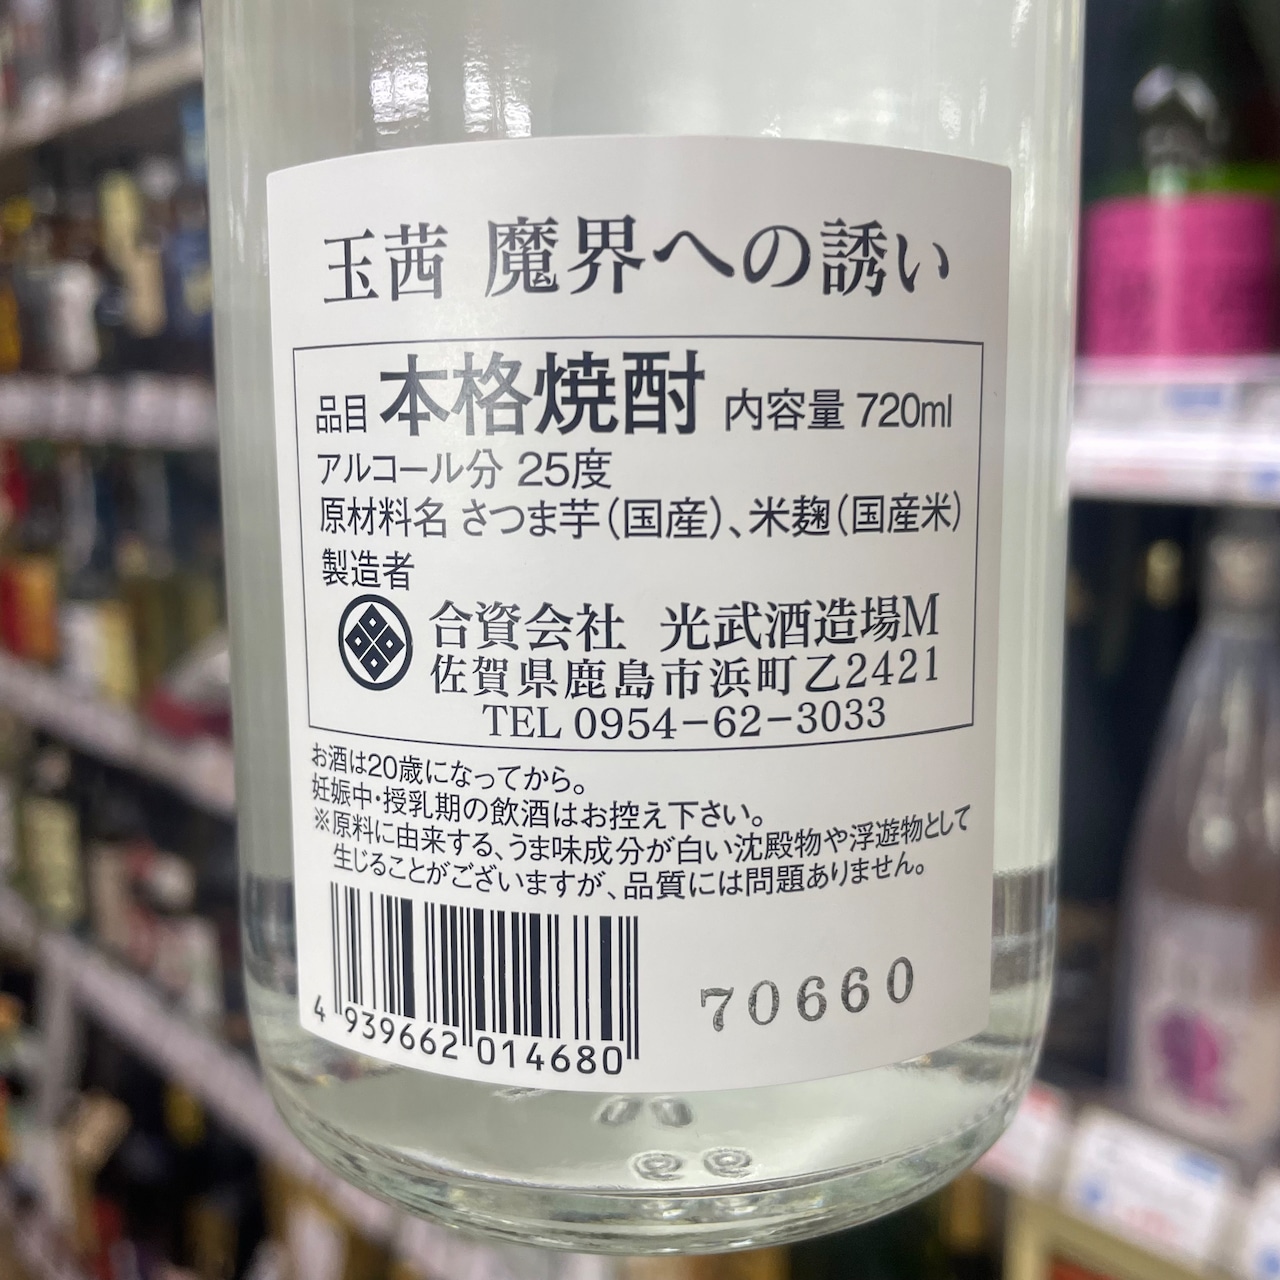 玉茜 魔界への誘い
品目 本格焼酎 内容量 720ml
アルコール分 25度
原材料名 さつま芋(国産)、米麹(国産米)
製造者
合資会社 光武酒造場M
佐賀県鹿島市浜町乙2421
TEL 0954-62-3033
お酒は20歳になってから。
妊娠中・授乳期の飲酒はお控え下さい。
※原料に由来する、うま味成分が白い沈殿物や浮遊物として
生じることがございますが、品質には問題ありません。
4 939662 014680
70660